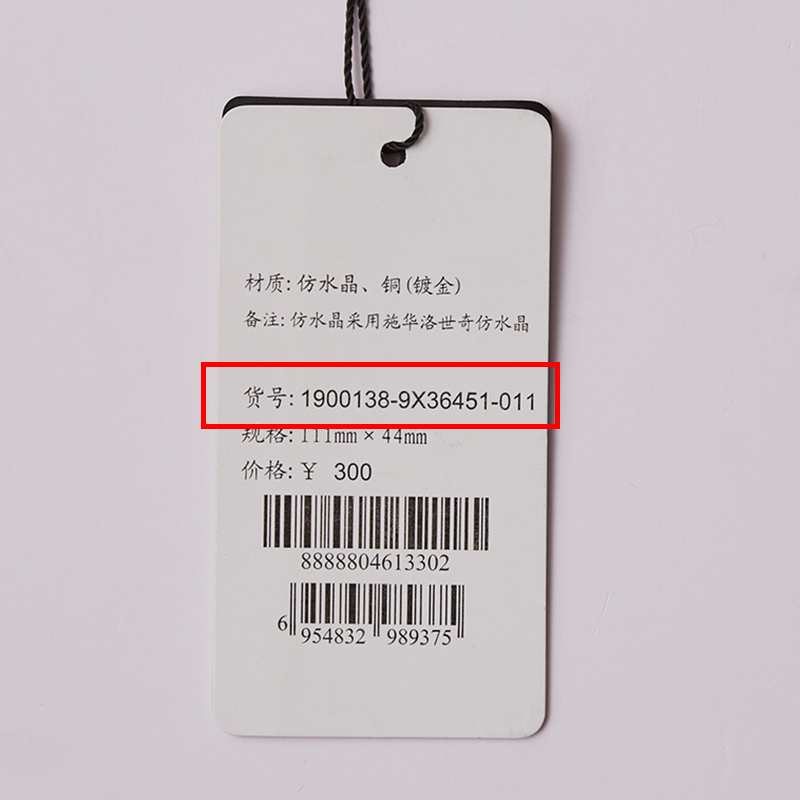 材质: 仿水晶、铜(镀金)
备注: 仿水晶采用施华洛世奇仿水晶
货号: 1900138-9X36451-011
规格: 111mm × 44mm
价格: ¥ 300
8888804613302
6 954832 989375